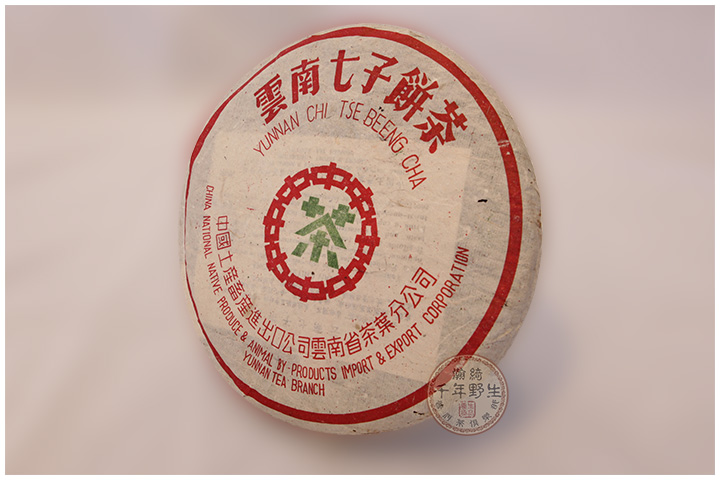 雲南七子餅茶
YUNNAN CHI TSE BEENG CHA
茶
中國土產畜產進出口公司雲南省茶葉分公司
CHINA NATIONAL NATIVE PRODUCE & ANIMAL BY-PRODUCTS IMPORT & EXPORT CORPORATION
YUNNAN TEA BRANCH
千年野生